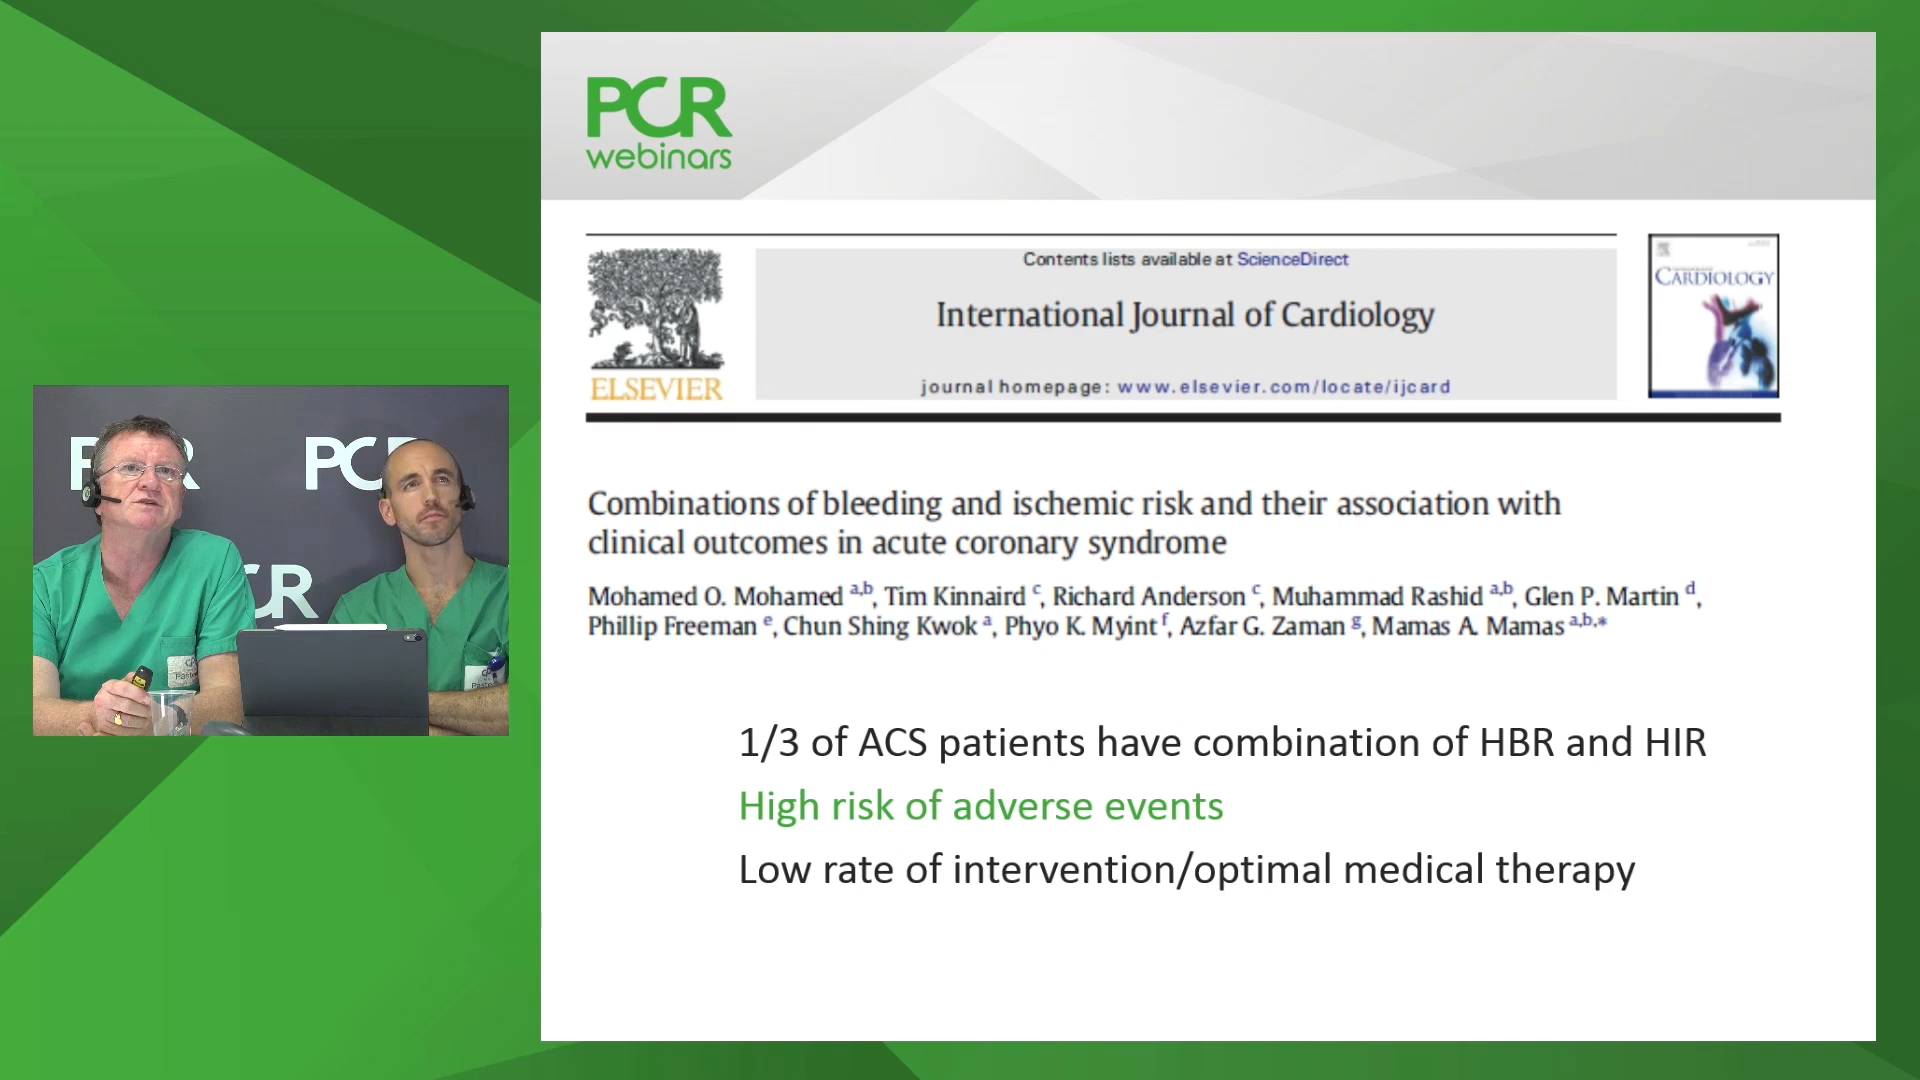 PCR
webinars
Contents lists available at ScienceDirect
International Journal of Cardiology
journal homepage: www.elsevier.com/locate/ijcard
ELSEVIER
CARDIOLOGY
Combinations of bleeding and ischemic risk and their association with
clinical outcomes in acute coronary syndrome
Mohamed O. Mohamed a,b, Tim Kinnaird c, Richard Anderson c, Muhammad Rashid a,b, Glen P. Martin d,
Phillip Freeman e, Chun Shing Kwok a, Phyo K. Myint f, Azfar G. Zaman g, Mamas A. Mamas a,b,*
1/3 of ACS patients have combination of HBR and HIR
High risk of adverse events
Low rate of intervention/optimal medical therapy